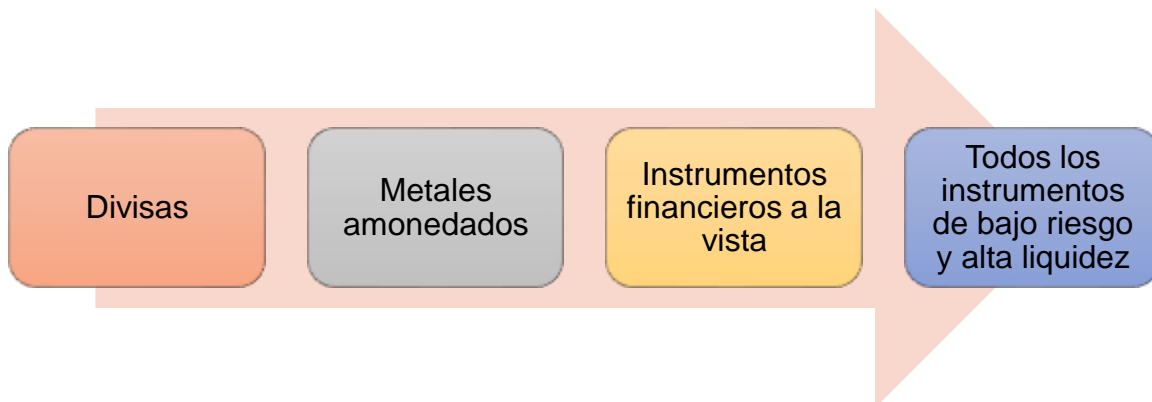 Divisas
Metales
amonedados
Instrumentos
financieros a la
vista
Todos los
instrumentos
de bajo riesgo
y alta liquidez